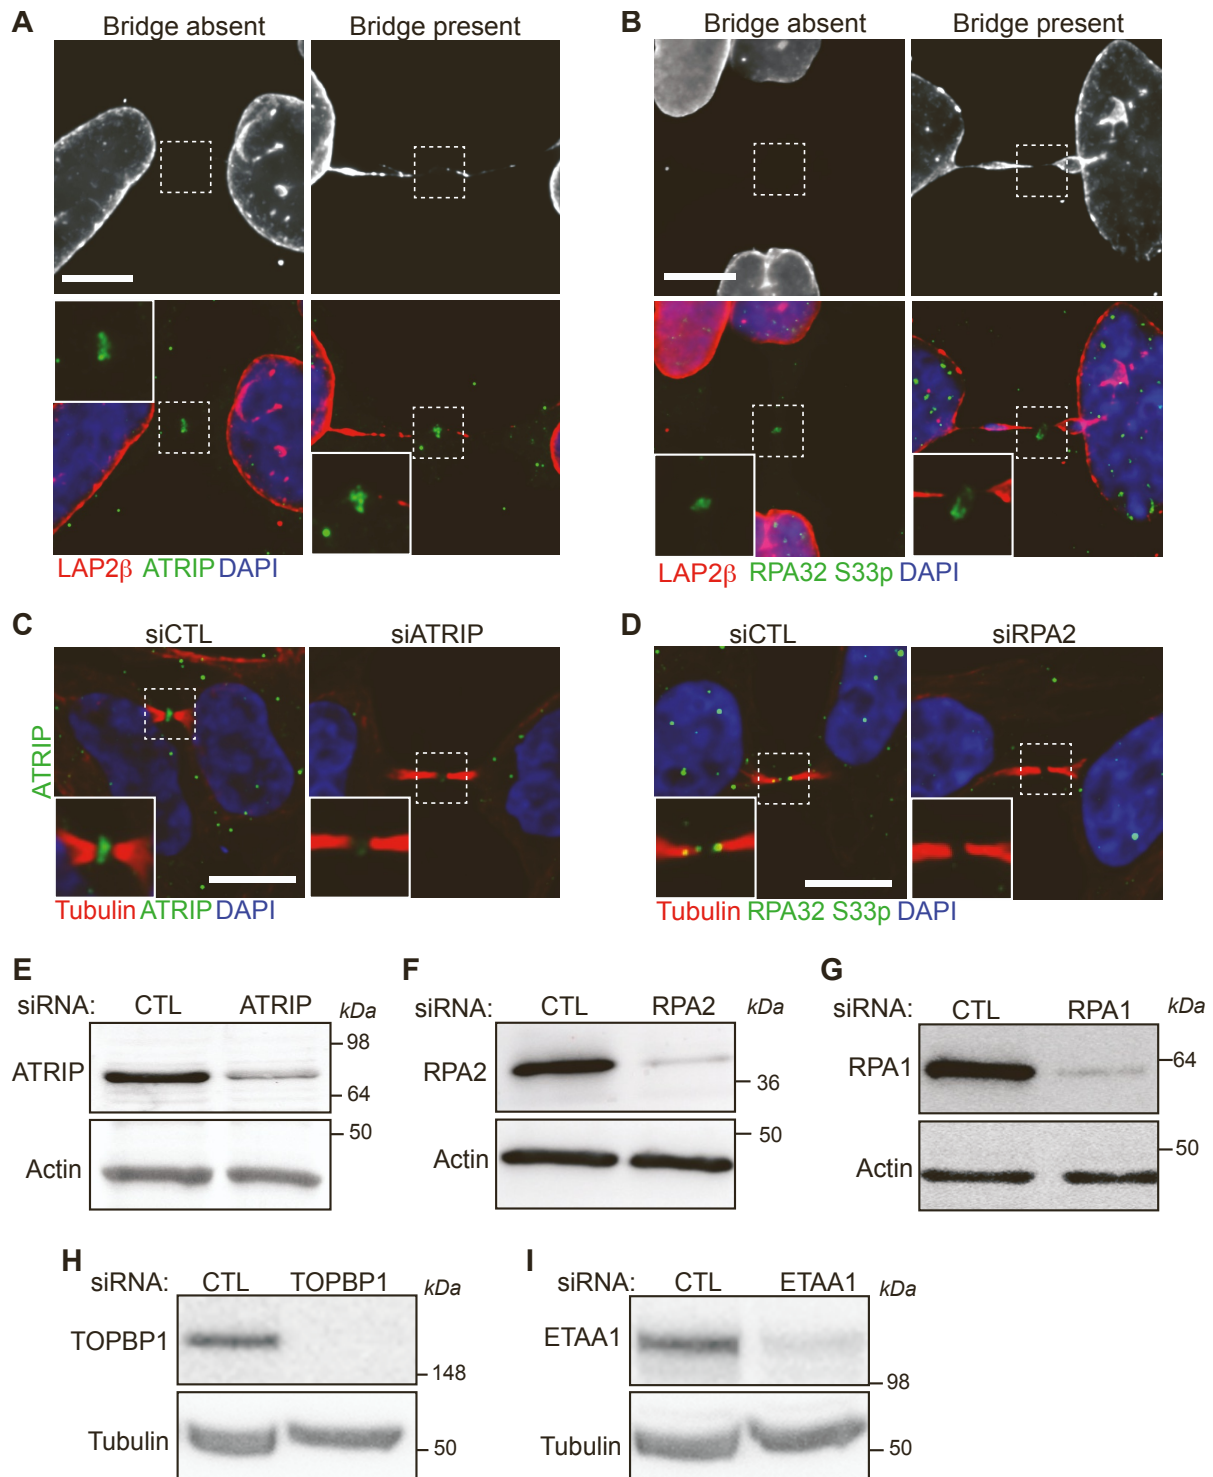 A
Bridge absent
Bridge present
LAP2β ATRIP DAPI
B
Bridge absent
Bridge present
LAP2β RPA32 S33p DAPI
C
siCTL
siATRIP
ATRIP
Tubulin ATRIP DAPI
D
siCTL
siRPA2
Tubulin RPA32 S33p DAPI
E
siRNA: CTL ATRIP kDa
ATRIP
98
64
50
Actin
F
siRNA: CTL RPA2 kDa
RPA2
36
50
Actin
G
siRNA: CTL RPA1 kDa
RPA1
64
50
Actin
H
siRNA: CTL TOPBP1 kDa
TOPBP1
148
Tubulin
50
I
siRNA: CTL ETAA1 kDa
ETAA1
98
Tubulin
50